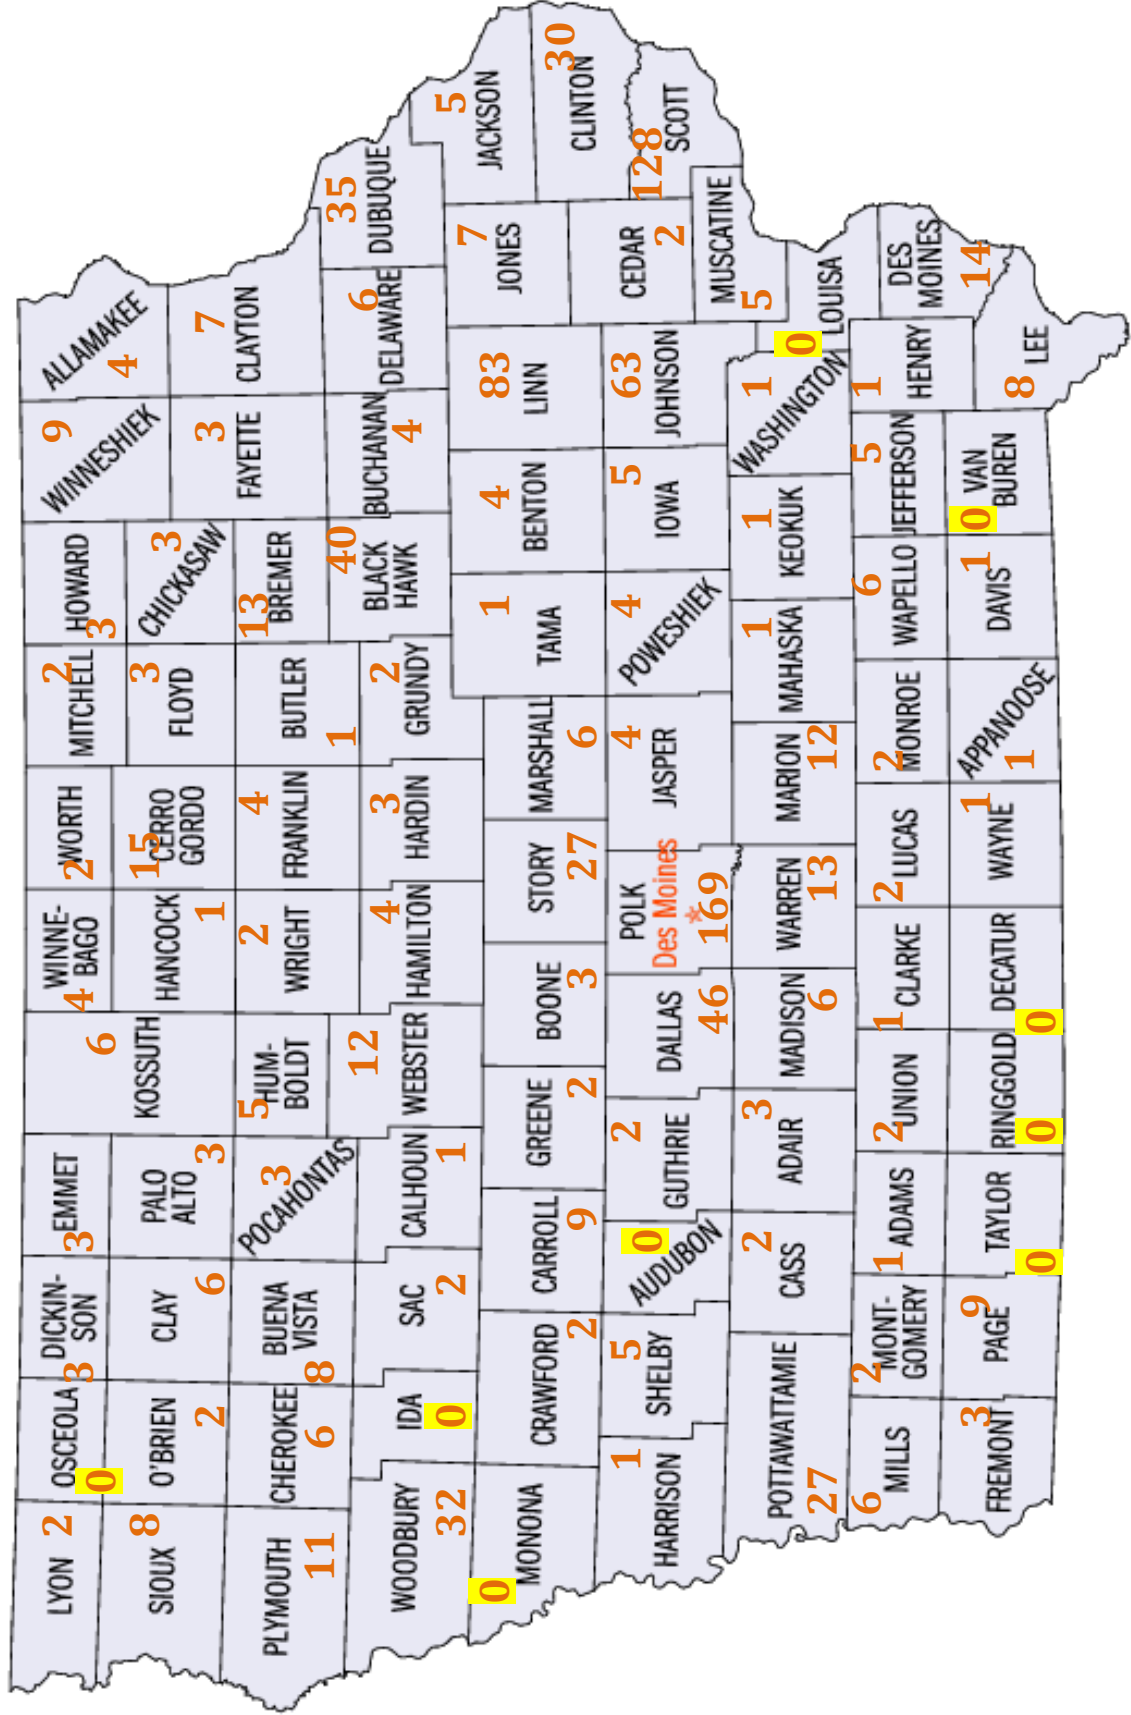 LYON
2
OSCEOLA
0
DICKIN-
SON
3
EMMET
3
KOSSUTH
6
WINNE-
BAGO
4
WORTH
2
MITCHELL
2
HOWARD
3
WINNESHIEK
9
ALLAMAKEE
4
SIOUX
8
O'BRIEN
2
CLAY
6
PALO
ALTO
3
HANCOCK
1
CERRO
GORDO
15
FLOYD
3
CHICKASAW
3
FAYETTE
3
CLAYTON
7
PLYMOUTH
11
CHEROKEE
6
BUENA
VISTA
8
POCAHONTAS
3
HUM-
BOLDT
5
WRIGHT
2
FRANKLIN
4
BUTLER
1
BREMER
13
WOODBURY
32
IDA
0
SAC
2
CALHOUN
1
WEBSTER
12
HAMILTON
4
HARDIN
3
GRUNDY
2
BLACK
HAWK
40
BUCHANAN
4
DELAWARE
6
DUBUQUE
35
MONONA
0
CRAWFORD
2
CARROLL
9
GREENE
2
BOONE
3
STORY
27
MARSHALL
6
TAMA
1
BENTON
4
LINN
83
JONES
7
JACKSON
5
CLINTON
30
HARRISON
1
SHELBY
5
AUDUBON
0
GUTHRIE
2
DALLAS
46
POLK
Des Moines
169
JASPER
4
POWESHIEK
4
IOWA
5
JOHNSON
63
CEDAR
2
SCOTT
128
MUSCATINE
5
POTTAWATTAMIE
27
CASS
2
ADAIR
3
MADISON
6
WARREN
13
MARION
12
MAHASKA
1
KEOKUK
1
WASHINGTON
1
LOUISA
0
MILLS
6
MONT-
GOMERY
2
ADAMS
1
UNION
2
CLARKE
1
LUCAS
2
MONROE
2
WAPELLO
6
JEFFERSON
5
HENRY
1
DES
MOINES
14
FREMONT
3
PAGE
9
TAYLOR
0
RINGGOLD
0
DECATUR
0
WAYNE
1
APPANOOSE
1
DAVIS
1
VAN
BUREN
0
LEE
8